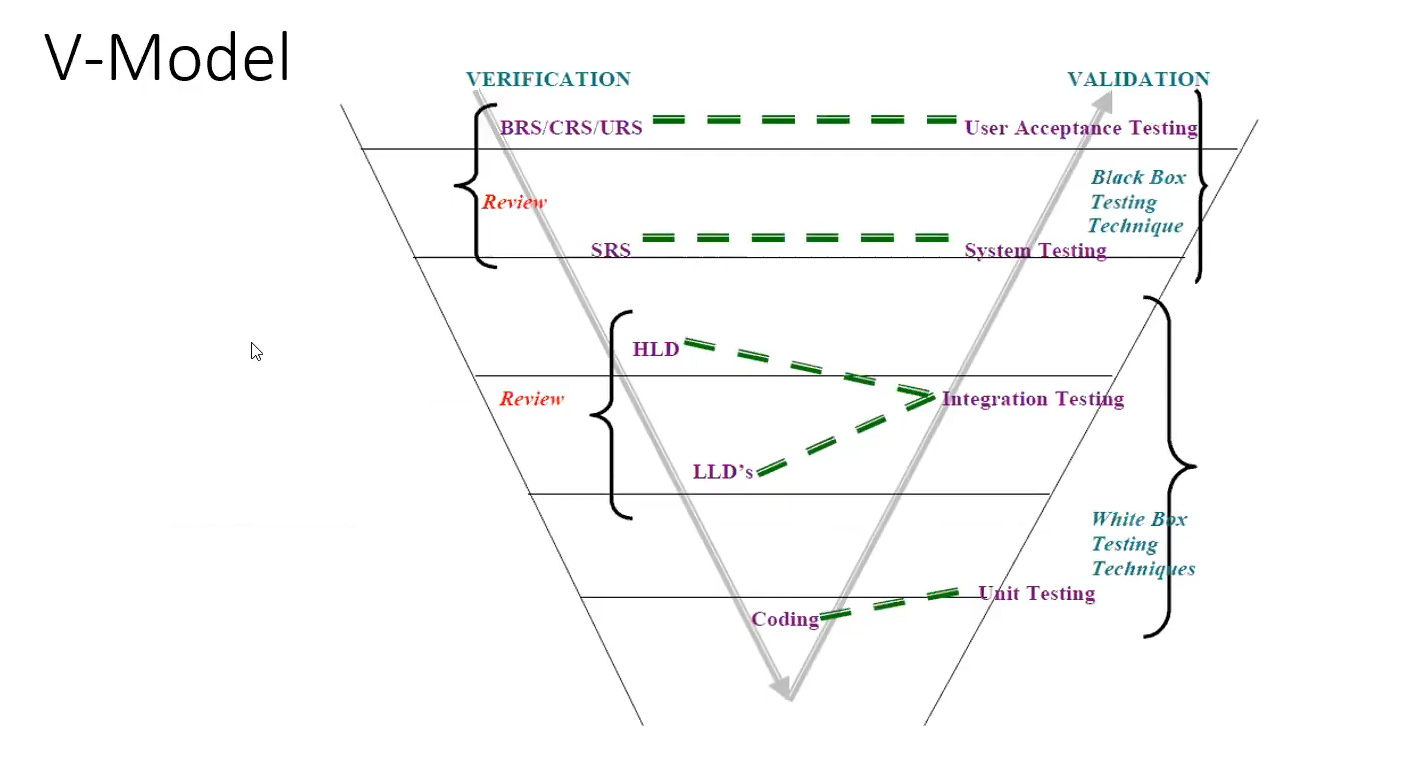 V-Model
VERIFICATION
VALIDATION
BRS/CRS/URS
User Acceptance Testing
Black Box
Testing
Technique
Review
SRS
System Testing
HLD
Review
Integration Testing
LLD’s
White Box
Testing
Techniques
Unit Testing
Coding